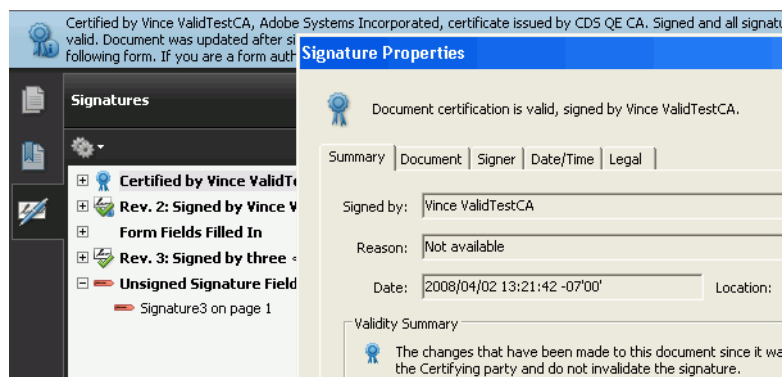 Certified by Vince ValidTestCA, Adobe Systems Incorporated, certificate issued by CDS QE CA. Signed and all
valid. Document was updated after
following form. If you are a form
Signature Properties
Signatures
Document certification is valid, signed by Vince ValidTestCA.
Summary Document Signer Date/Time Legal
Certified by Vince
Rev. 2: Signed by Vince
Form Fields Filled In
Rev. 3: Signed by three
Unsigned Signature Field
Signature3 on page 1
Signed by: Vince ValidTestCA
Reason: Not available
Date: 2008/04/02 13:21:42 -07'00' Location:
Validity Summary
The changes that have been made to this document since it
the Certifying party and do not invalidate the signature.